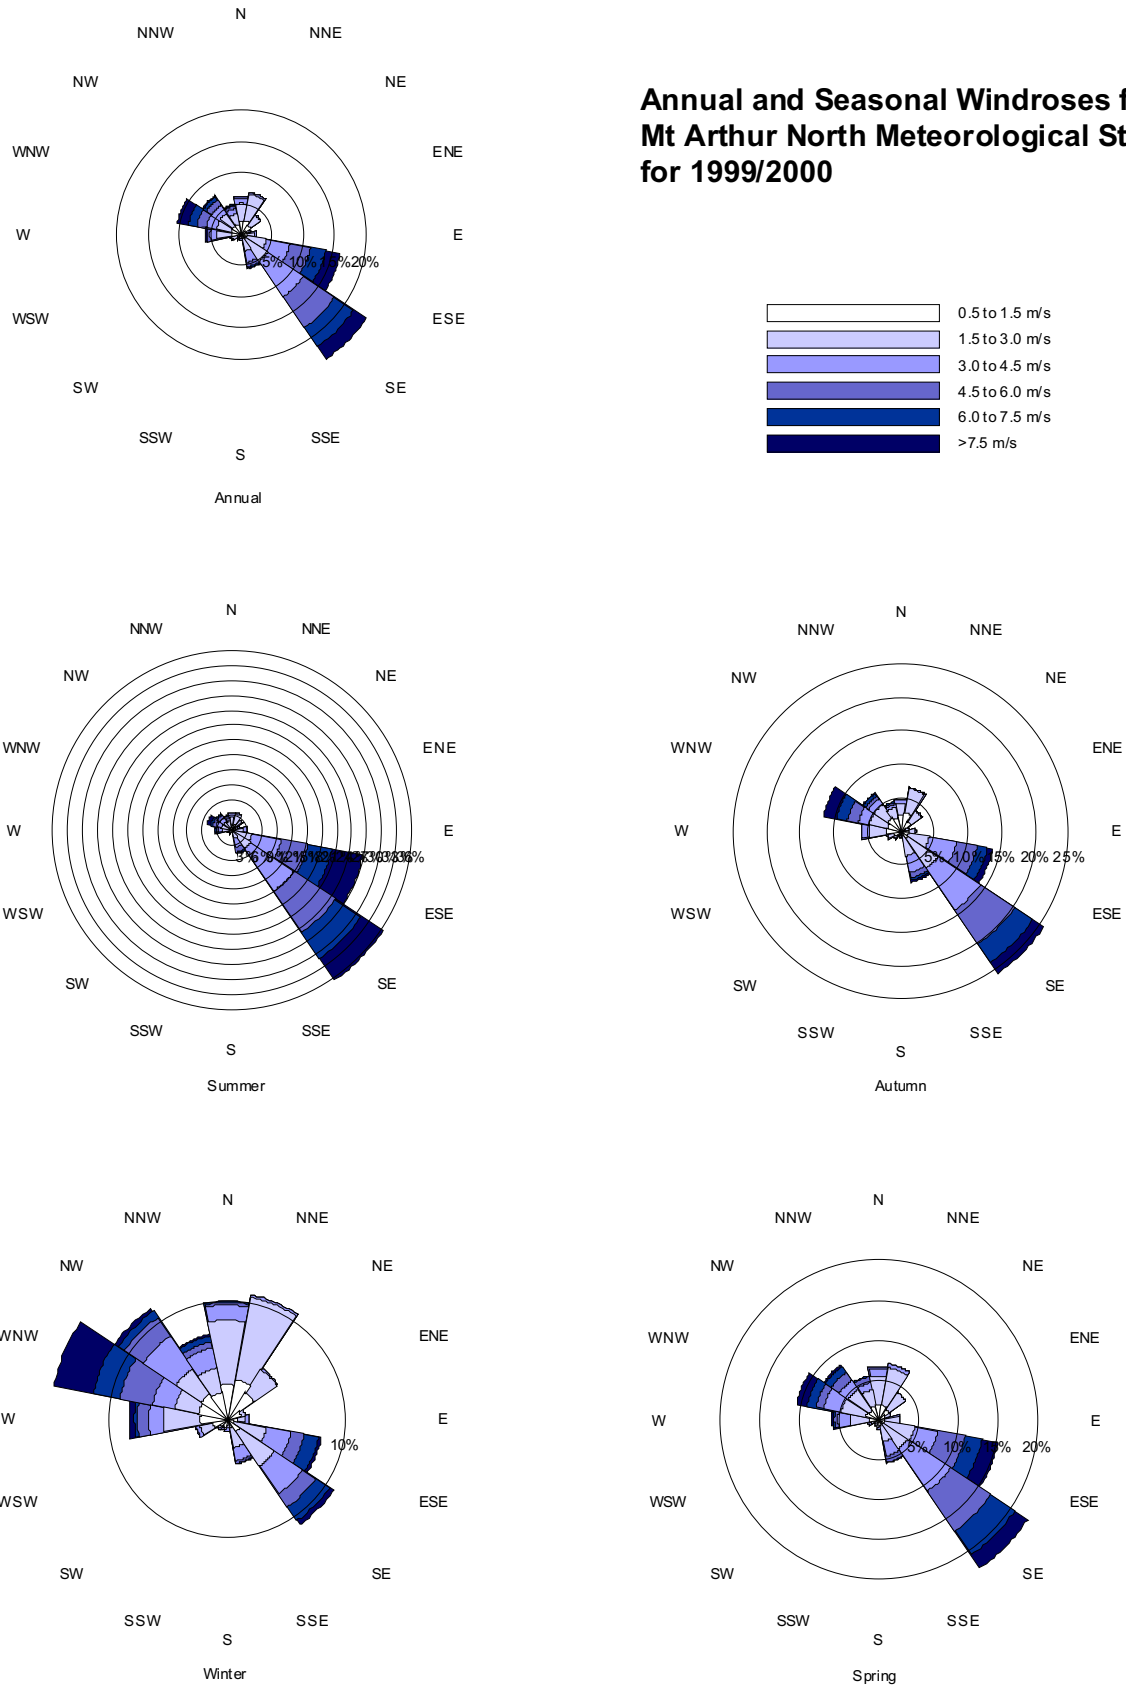 N
NNW NNE
NW NE
WNW ENE
W E
WSW ESE
SW SE
SSW SSE
S
5% 10% 15% 20%
Annual
Annual and Seasonal Windroses
Mt Arthur North Meteorological
for 1999/2000
0.5 to 1.5 m/s
1.5 to 3.0 m/s
3.0 to 4.5 m/s
4.5 to 6.0 m/s
6.0 to 7.5 m/s
>7.5 m/s
N
NNW NNE
NW NE
WNW ENE
W E
3% 6%
WSW ESE
SW SE
SSW SSE
S
Summer
N
NNW NNE
NW NE
WNW ENE
W E
5% 10% 15% 20% 25%
WSW ESE
SW SE
SSW SSE
S
Autumn
N
NNW NNE
NW NE
WNW ENE
W E
10%
WSW ESE
SW SE
SSW SSE
S
Winter
N
NNW NNE
NW NE
WNW ENE
W E
5% 10% 15% 20%
WSW ESE
SW SE
SSW SSE
S
Spring